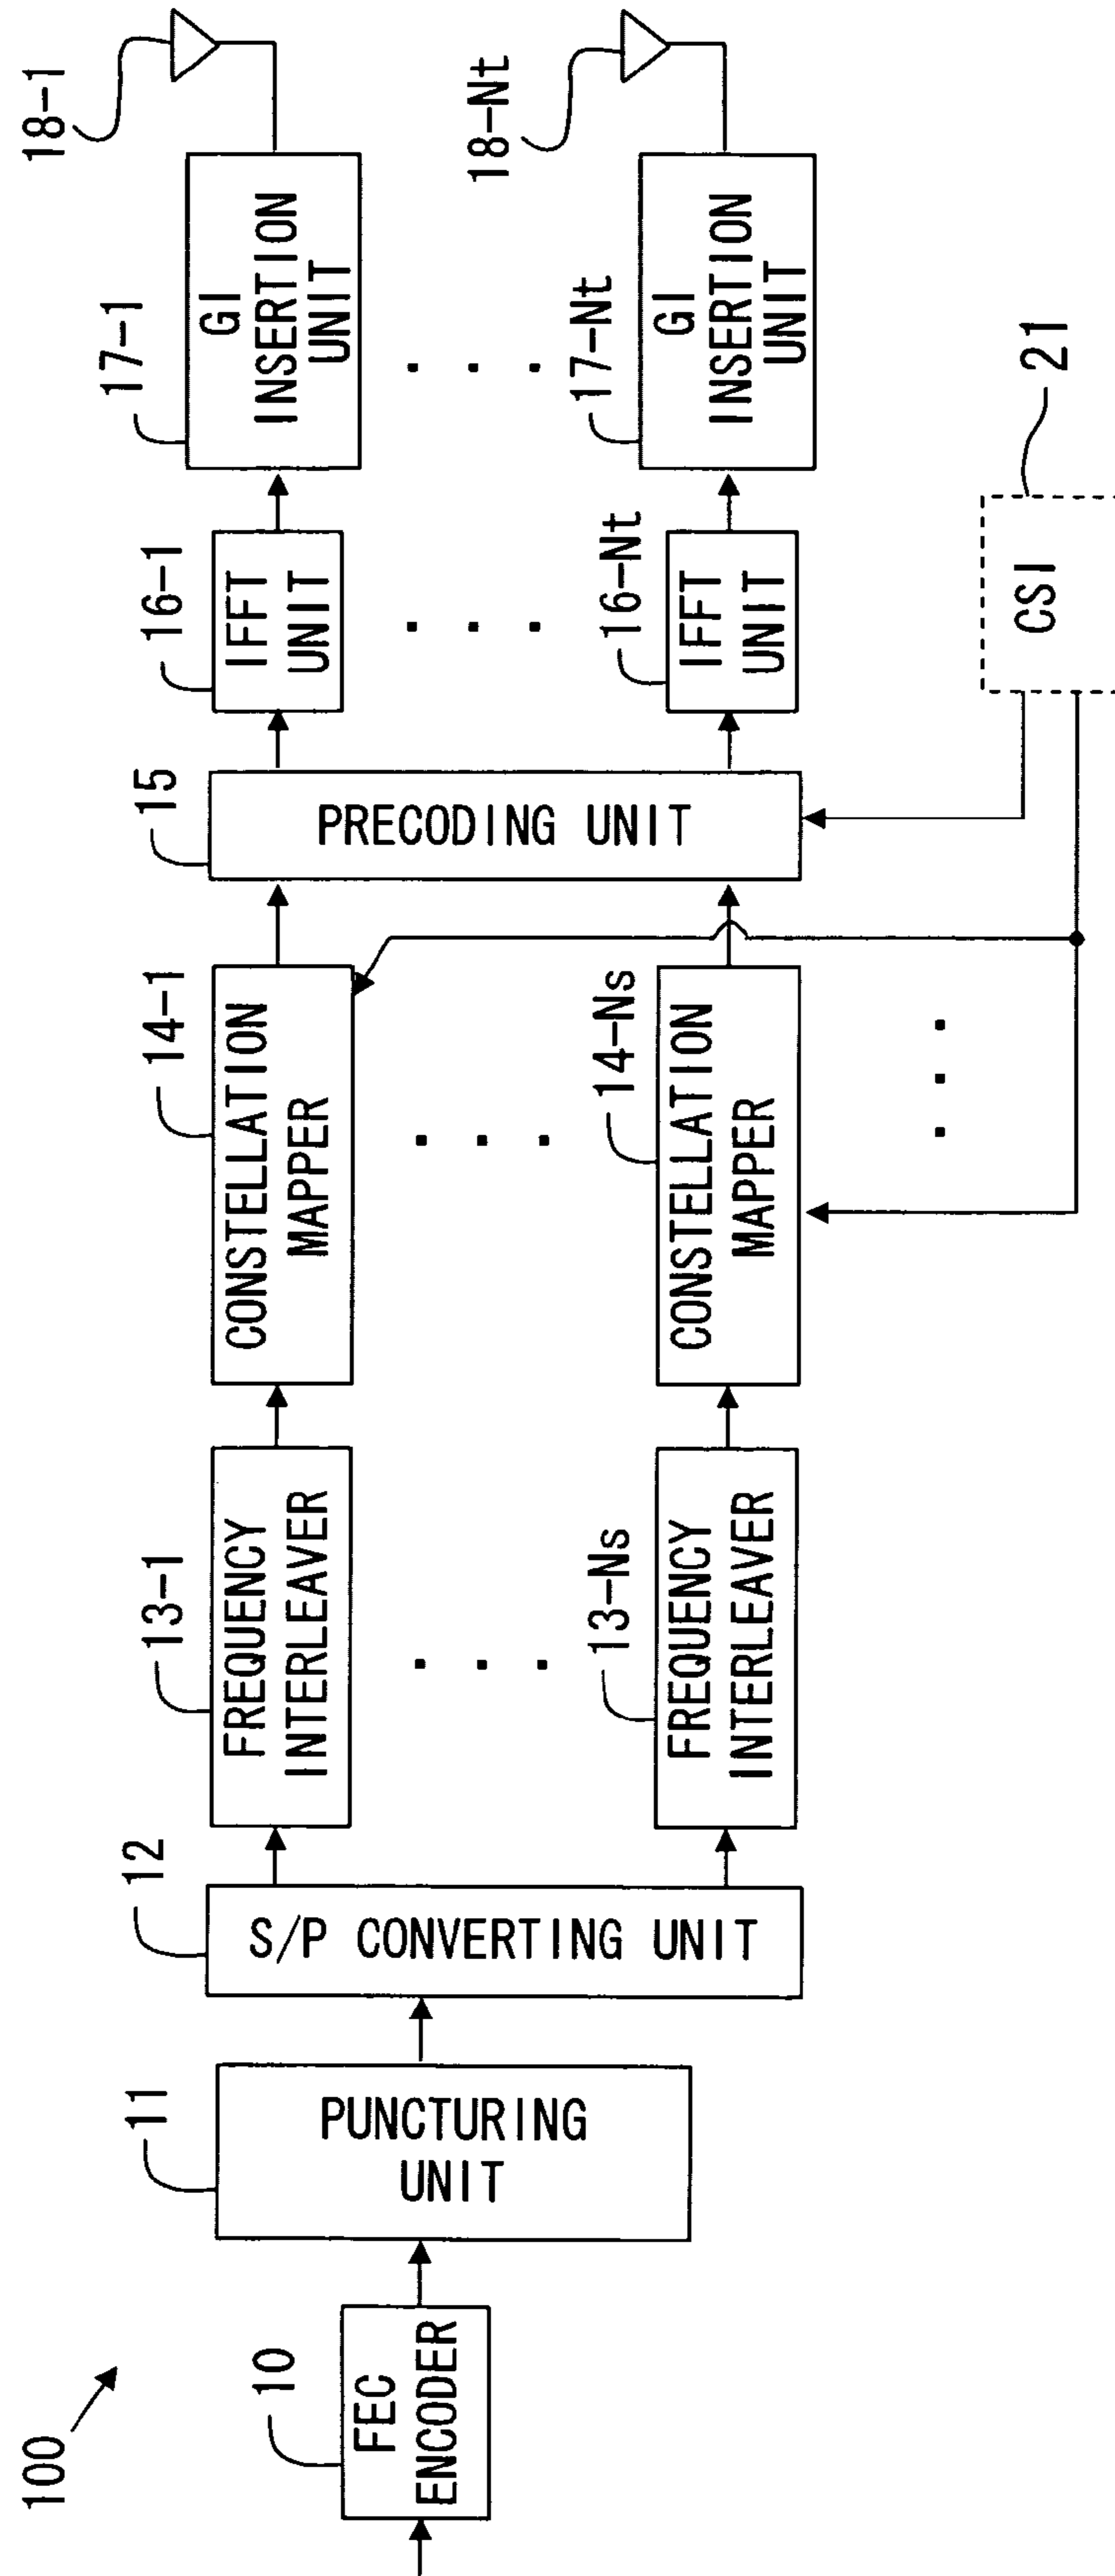 100
10
FEC
ENCODER
11
PUNCTURING
UNIT
12
S/P CONVERTING UNIT
13-1
FREQUENCY
INTERLEAVER
13-Ns
FREQUENCY
INTERLEAVER
14-1
CONSTELLATION
MAPPER
14-Ns
CONSTELLATION
MAPPER
15
PRECODING UNIT
16-1
IFFT
UNIT
16-Nt
IFFT
UNIT
17-1
GI
INSERTION
UNIT
17-Nt
GI
INSERTION
UNIT
18-1
18-Nt
21
CSI